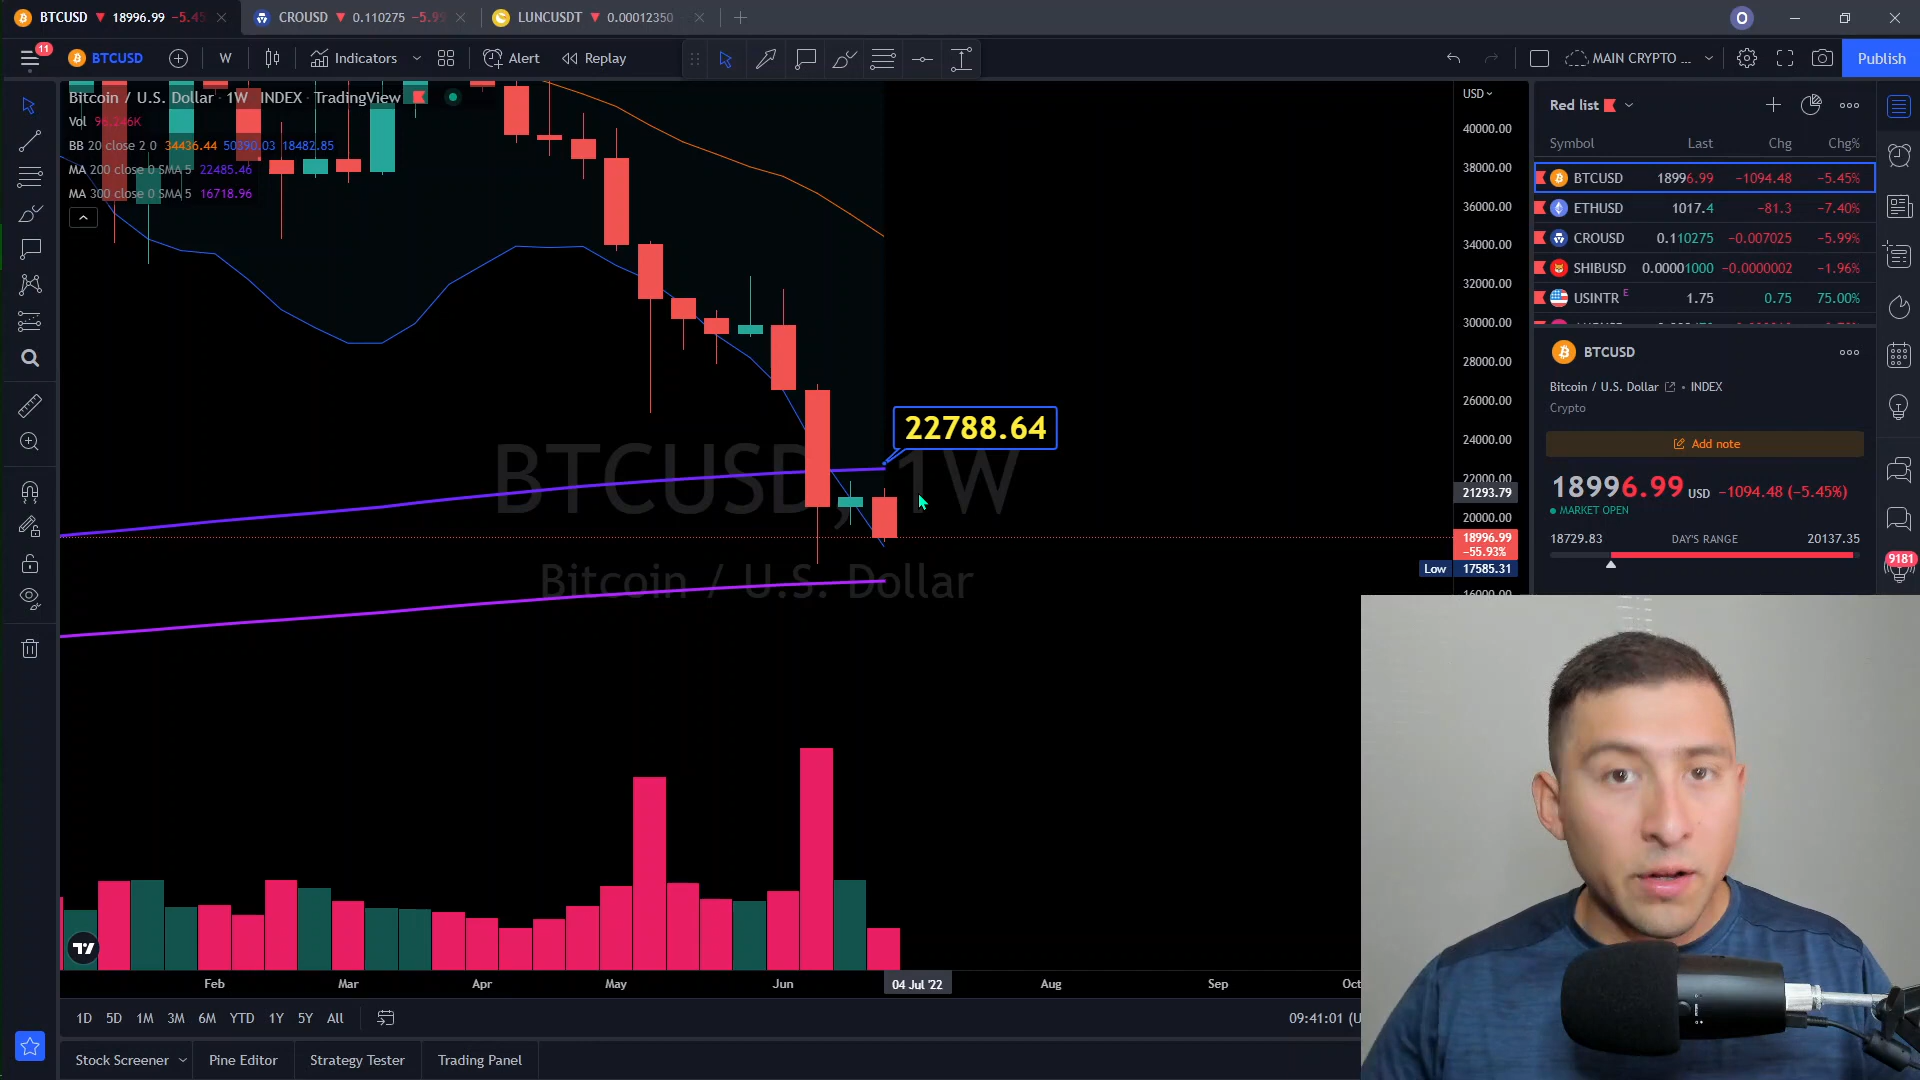 BTCUSD ▼ 18996.99 −5.45
CROUSD ▼ 0.110275 −5.99
LUNCUSDT ▼ 0.00012350
O
11
BTCUSD
W
Indicators
Alert
Replay
MAIN CRYPTO ...
Publish
Bitcoin / U.S. Dollar · 1W · INDEX · TradingView
Vol 96.246K
BB 20 close 2 0 34436.44 50390.03 18482.85
MA 200 close 0 SMA 5 22485.46
MA 300 close 0 SMA 5 16718.96
BTCUSD, 1W
Bitcoin / U.S. Dollar
22788.64
USD
40000.00
38000.00
36000.00
34000.00
32000.00
30000.00
28000.00
26000.00
24000.00
22000.00
21293.79
20000.00
18996.99
−55.93%
Low 17585.31
16000.00
Red list
Symbol Last Chg Chg%
BTCUSD 18996.99 −1094.48 −5.45%
ETHUSD 1017.4 −81.3 −7.40%
CROUSD 0.110275 −0.007025 −5.99%
SHIBUSD 0.00001000 −0.0000002 −1.96%
USINTR E 1.75 0.75 75.00%
BTCUSD
Bitcoin / U.S. Dollar • INDEX
Crypto
Add note
18996.99 USD −1094.48 (−5.45%)
MARKET OPEN
18729.83 DAY'S RANGE 20137.35
9181
Feb Mar Apr May Jun 04 Jul '22 Aug Sep Oct
1D 5D 1M 3M 6M YTD 1Y 5Y All
09:41:01 (U
Stock Screener
Pine Editor
Strategy Tester
Trading Panel